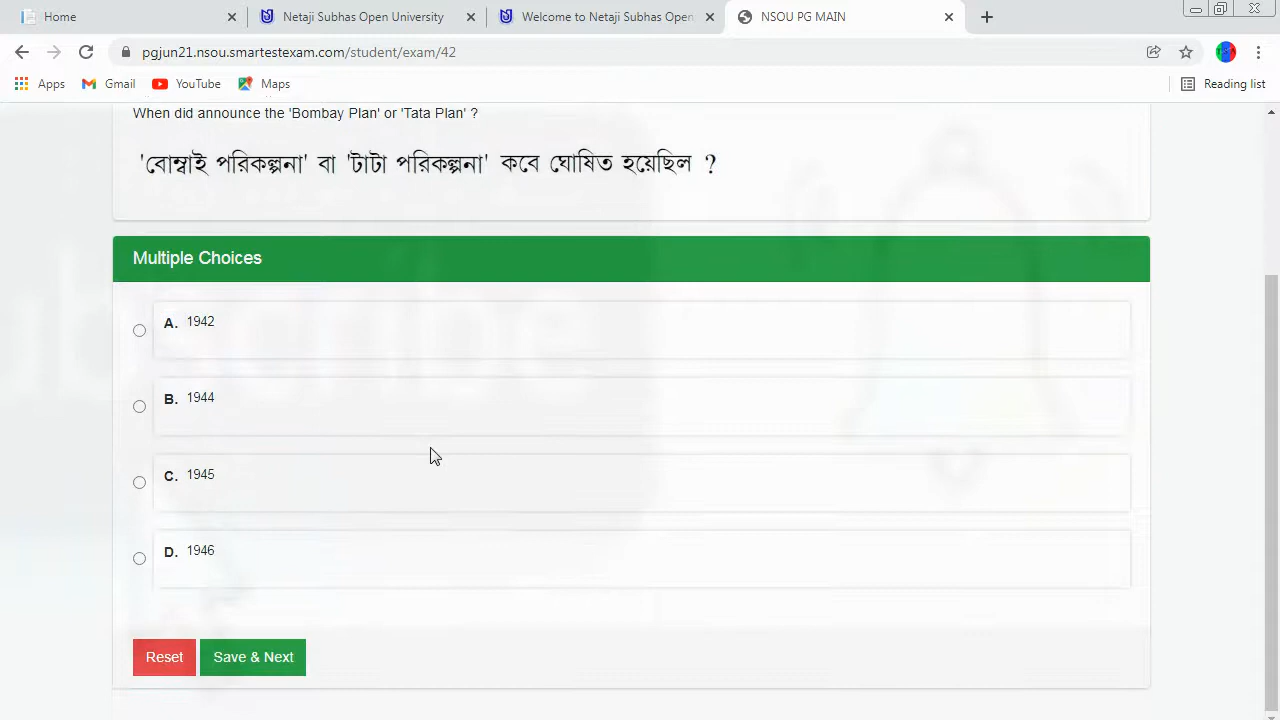 Home
Netaji Subhas Open University
Welcome to Netaji Subhas Open
NSOU PG MAIN
pgjun21.nsou.smartestexam.com/student/exam/42
Apps
Gmail
YouTube
Maps
Reading list
When did announce the 'Bombay Plan' or 'Tata Plan' ?
'বোম্বাই পরিকল্পনা' বা 'টাটা পরিকল্পনা' কবে ঘোষিত হয়েছিল ?
Multiple Choices
A. 1942
B. 1944
C. 1945
D. 1946
Reset
Save & Next